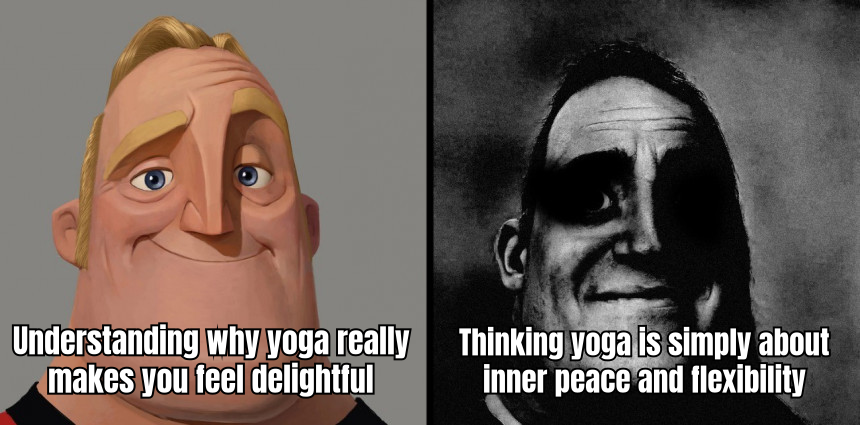 Understanding why yoga really
makes you feel delightful
Thinking yoga is simply about
inner peace and flexibility